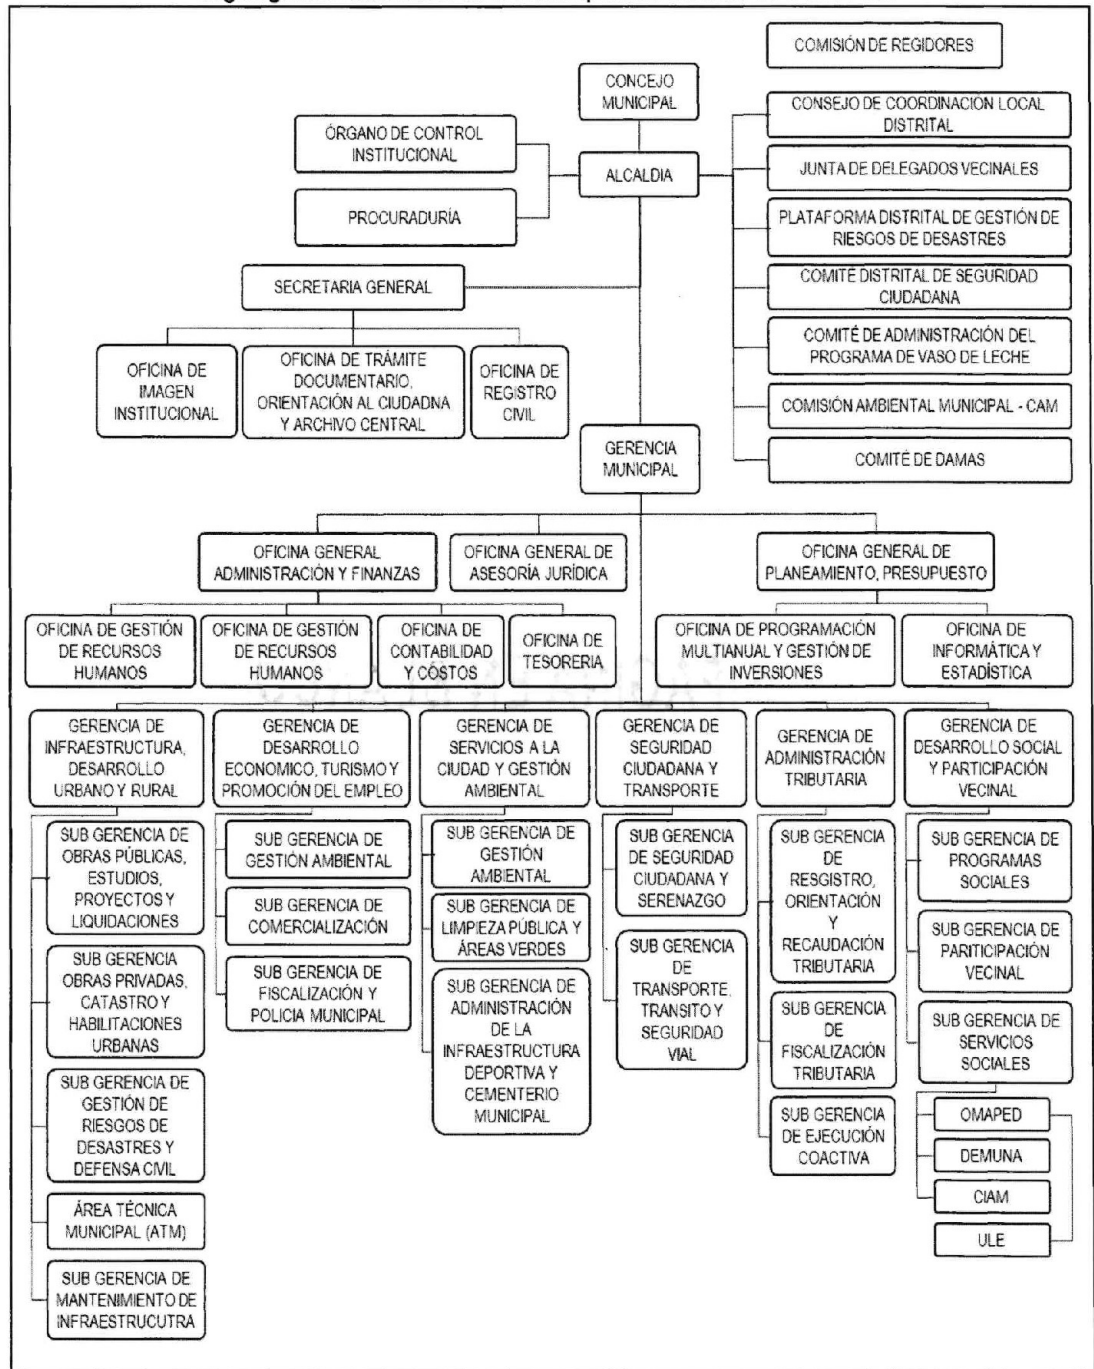 COMISIÓN DE REGIDORES
CONCEJO
MUNICIPAL
CONSEJO DE COORDINACIÓN LOCAL
DISTRITAL
ÓRGANO DE CONTROL
INSTITUCIONAL
ALCALDIA
JUNTA DE DELEGADOS VECINALES
PROCURADURÍA
PLATAFORMA DISTRITAL DE GESTIÓN DE
RIESGOS DE DESASTRES
SECRETARIA GENERAL
COMITÉ DISTRITAL DE SEGURIDAD
CIUDADANA
COMITÉ DE ADMINISTRACIÓN DEL
PROGRAMA DE VASO DE LECHE
OFICINA DE
IMAGEN
INSTITUCIONAL
OFICINA DE TRÁMITE
DOCUMENTARIO,
ORIENTACIÓN AL CIUDADNA
Y ARCHIVO CENTRAL
OFICINA DE
REGISTRO
CIVIL
COMISIÓN AMBIENTAL MUNICIPAL - CAM
GERENCIA
MUNICIPAL
COMITÉ DE DAMAS
OFICINA GENERAL
ADMINISTRACIÓN Y FINANZAS
OFICINA GENERAL DE
ASESORÍA JURÍDICA
OFICINA GENERAL DE
PLANEAMIENTO, PRESUPUESTO
OFICINA DE GESTIÓN
DE RECURSOS
HUMANOS
OFICINA DE GESTIÓN
DE RECURSOS
HUMANOS
OFICINA DE
CONTABILIDAD
Y COSTOS
OFICINA DE
TESORERIA
OFICINA DE PROGRAMACIÓN
MULTIANUAL Y GESTIÓN DE
INVERSIONES
OFICINA DE
INFORMÁTICA Y
ESTADÍSTICA
GERENCIA DE
INFRAESTRUCTURA,
DESARROLLO
URBANO Y RURAL
GERENCIA DE
DESARROLLO
ECONOMICO, TURISMO Y
PROMOCIÓN DEL EMPLEO
GERENCIA DE
SERVICIOS A LA
CIUDAD Y GESTIÓN
AMBIENTAL
GERENCIA DE
SEGURIDAD
CIUDADANA Y
TRANSPORTE
GERENCIA DE
ADMINISTRACIÓN
TRIBUTARIA
GERENCIA DE
DESARROLLO SOCIAL
Y PARTICIPACIÓN
VECINAL
SUB GERENCIA DE
OBRAS PÚBLICAS,
ESTUDIOS,
PROYECTOS Y
LIQUIDACIONES
SUB GERENCIA
OBRAS PRIVADAS,
CATASTRO Y
HABILITACIONES
URBANAS
SUB GERENCIA DE
GESTIÓN DE
RIESGOS DE
DESASTRES Y
DEFENSA CIVIL
ÁREA TÉCNICA
MUNICIPAL (ATM)
SUB GERENCIA DE
MANTENIMIENTO DE
INFRAESTRUCUTRA
SUB GERENCIA DE
GESTIÓN AMBIENTAL
SUB GERENCIA DE
COMERCIALIZACIÓN
SUB GERENCIA DE
FISCALIZACIÓN Y
POLICIA MUNICIPAL
SUB GERENCIA DE
GESTIÓN
AMBIENTAL
SUB GERENCIA DE
LIMPIEZA PÚBLICA Y
ÁREAS VERDES
SUB GERENCIA DE
ADMINISTRACIÓN
DE LA
INFRAESTRUCTURA
DEPORTIVA Y
CEMENTERIO
MUNICIPAL
SUB GERENCIA
DE SEGURIDAD
CIUDADANA Y
SERENAZGO
SUB GERENCIA
DE
TRANSPORTE,
TRANSITO Y
SEGURIDAD
VIAL
SUB GERENCIA
DE
RESGISTRO,
ORIENTACIÓN
Y
RECAUDACIÓN
TRIBUTARIA
SUB GERENCIA
DE
FISCALIZACIÓN
TRIBUTARIA
SUB GERENCIA
DE EJECUCIÓN
COACTIVA
SUB GERENCIA DE
PROGRAMAS
SOCIALES
SUB GERENCIA DE
PARITICIPACIÓN
VECINAL
SUB GERENCIA DE
SERVICIOS
SOCIALES
OMAPED
DEMUNA
CIAM
ULE